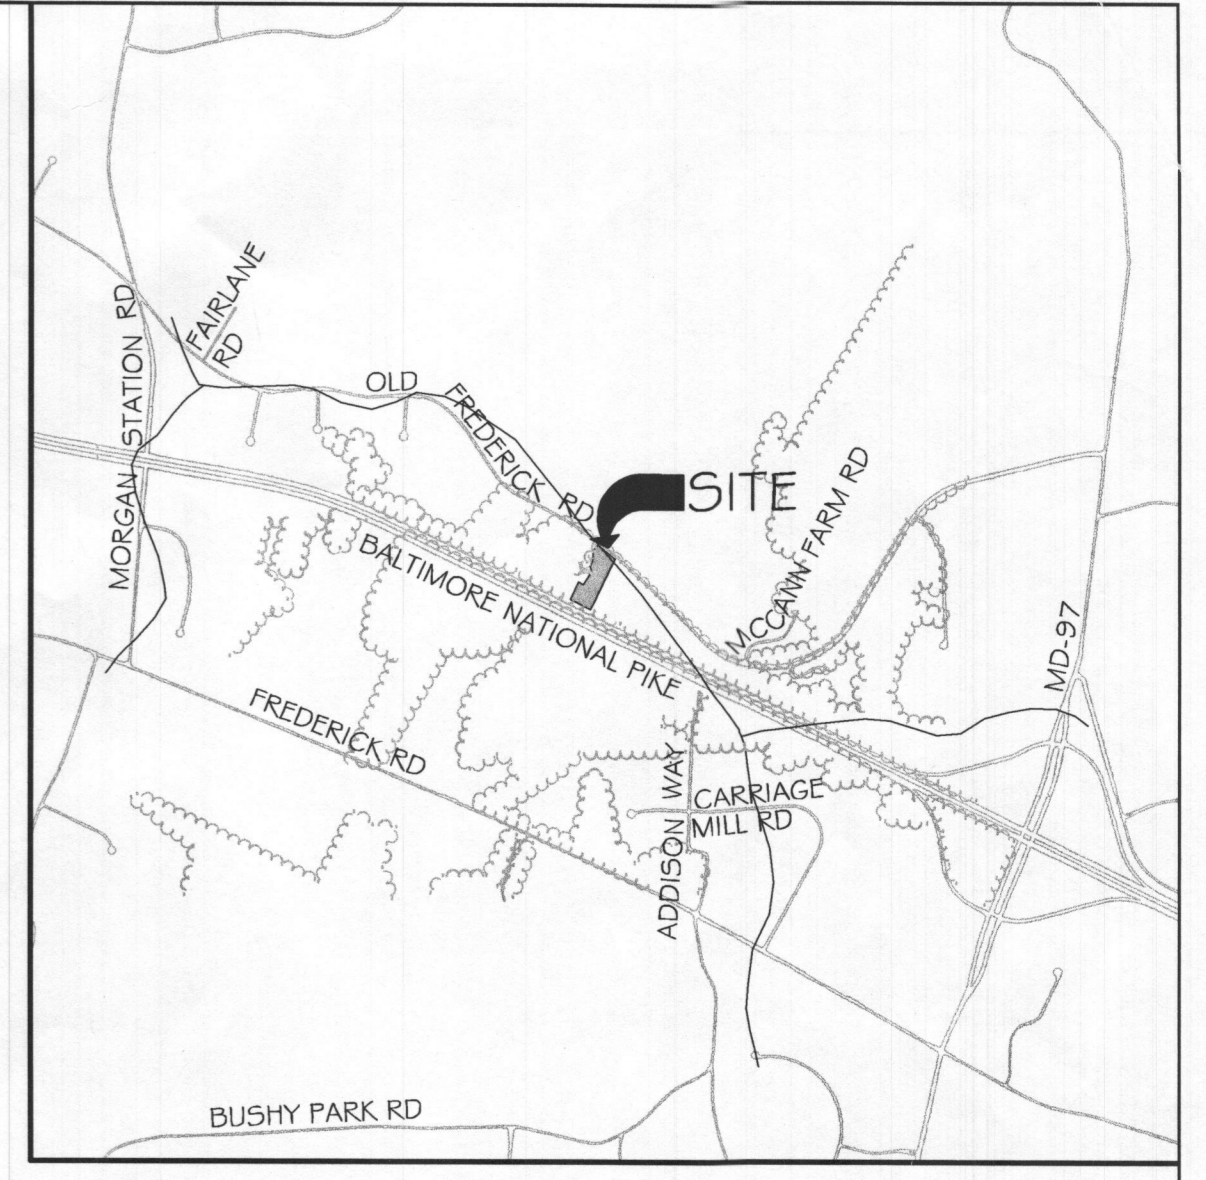 FAIRLANE
RD
MORGAN STATION RD
OLD
FREDERICK RD
SITE
MCCANN FARM RD
BALTIMORE NATIONAL PIKE
MD-97
FREDERICK RD
ADDISON WAY
CARRIAGE
MILL RD
BUSHY PARK RD